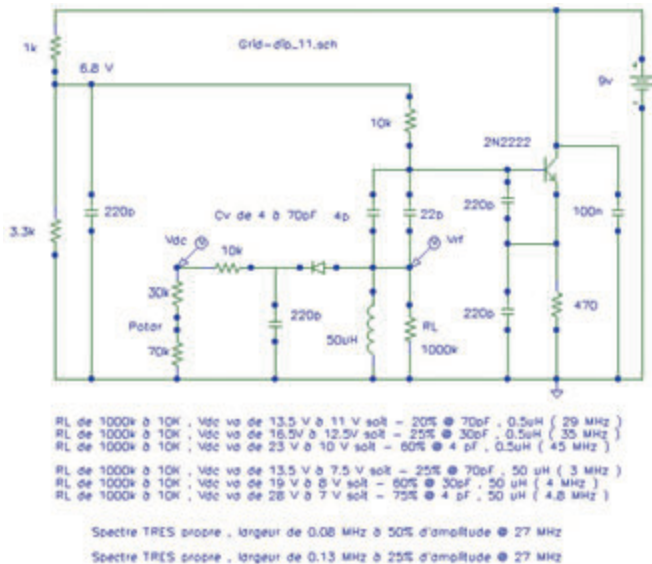 Grid-dip_11.sch
1k
6.8 V
9v
10k
2N2222
220p
Cv de 4 à 70pF
4p
22p
220p
100n
3.3k
Vdc
10k
Vrf
30k
220p
220p
470
Potar
RL
70k
50uH
1000k
RL de 1000k à 10K , Vdc va de 13.5 V à 11 V soit - 20% @ 70pF , 0.5uH ( 29 MHz )
RL de 1000k à 10K , Vdc va de 16.5V à 12.5V soit - 25% @ 30pF , 0.5uH ( 35 MHz )
RL de 1000k à 10K , Vdc va de 23 V à 10 V soit - 60% @ 4 pF , 0.5uH ( 45 MHz )
RL de 1000k à 10K , Vdc va de 13.5 V à 7.5 V soit - 25% @ 70pF , 50 uH ( 3 MHz )
RL de 1000k à 10K , Vdc va de 19 V à 8 V soit - 60% @ 30pF , 50 uH ( 4 MHz )
RL de 1000k à 10K , Vdc va de 28 V à 7 V soit - 75% @ 4 pF , 50 uH ( 4.8 MHz )
Spectre TRES propre , largeur de 0.08 MHz à 50% d'amplitude @ 27 MHz
Spectre TRES propre , largeur de 0.13 MHz à 25% d'amplitude @ 27 MHz